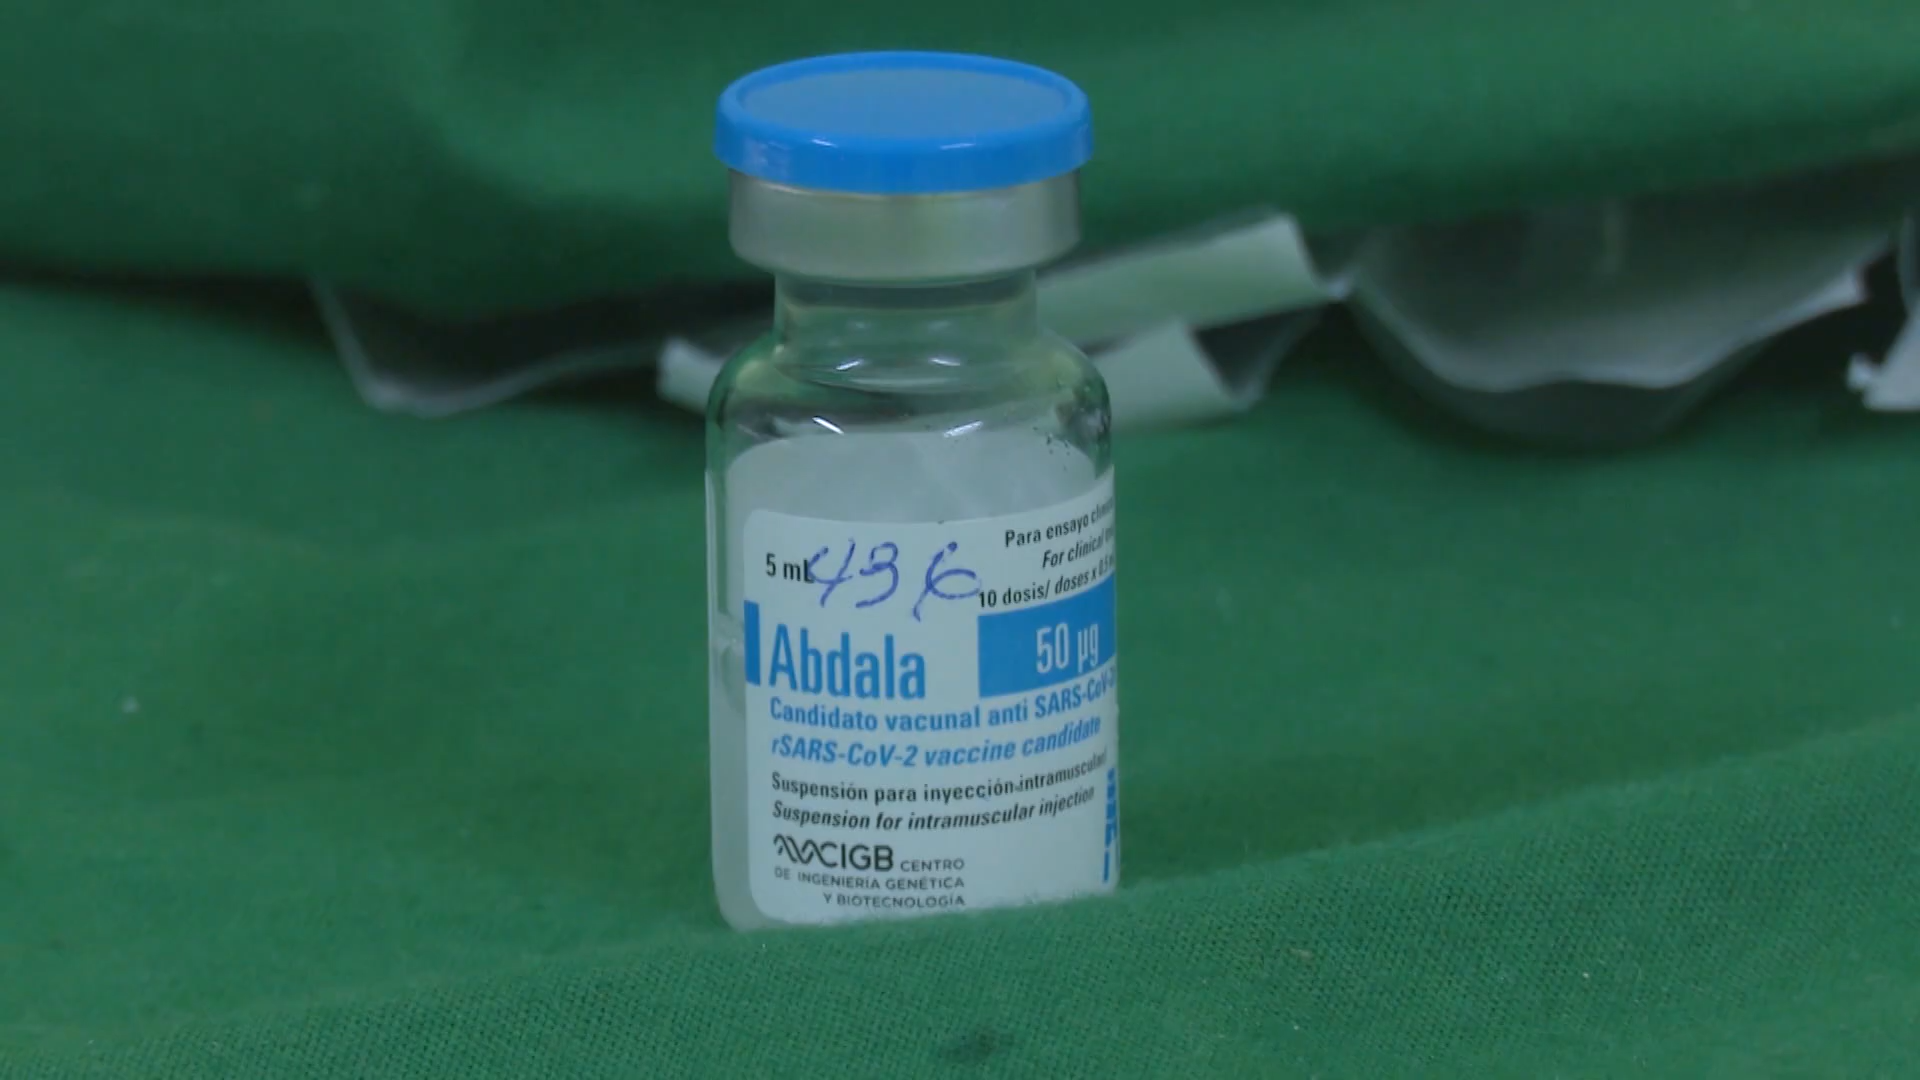 5 mL 436
Para ensayo
For clinical
10 dosis/ doses x 0.5
Abdala
50 µg
Candidato vacunal anti SARS-CoV-2
rSARS-CoV-2 vaccine candidate
Suspensión para inyección intramuscular
Suspension for intramuscular injection
CIGB CENTRO
DE INGENIERÍA GENÉTICA
Y BIOTECNOLOGÍA